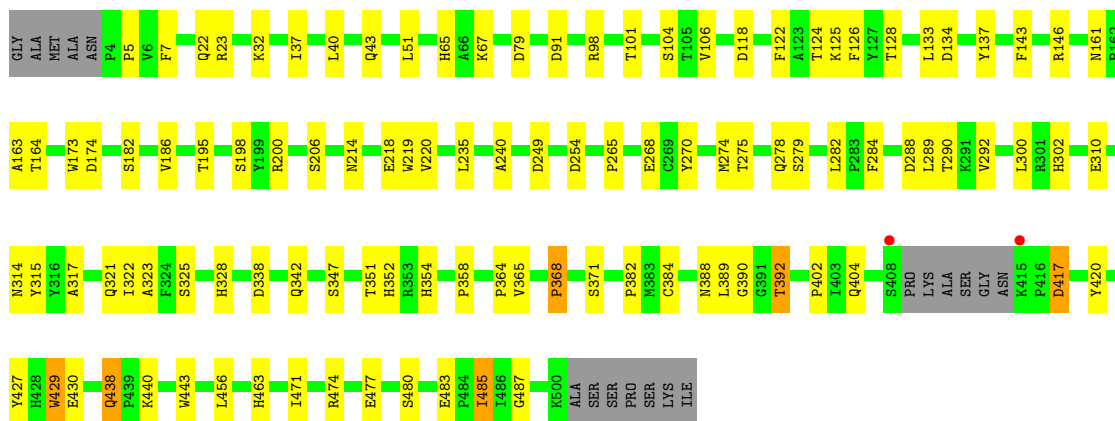 GLY ALA MET ALA ASN P4 P5 V6 F7 Q22 R23 K32 I37 L40 Q43 L51 H65 A66 K67 D79 D91 R98 T101 S104 T105 V106 D118 F122 A123 T124 K125 F126 Y127 T128 L133 D134 Y137 F143 R146 N161 P162
A163 T164 W173 D174 S182 V186 T195 S198 Y199 R200 S206 N214 E218 W219 V220 L235 A240 D249 D254 P265 E268 C269 Y270 M274 T275 Q278 S279 L282 P283 F284 D288 L289 T290 K291 V292 L300 R301 H302 E310
N314 Y315 Y316 A317 Q321 I322 A323 F324 S325 H328 D338 Q342 S347 T351 H352 R353 H354 P358 P364 V365 P368 S371 P382 M383 C384 N388 L389 G390 G391 T392 P402 I403 Q404 S408 PRO LYS ALA SER GLY ASN K415 P416 D417 Y420
Y427 H428 W429 E430 Q438 P439 K440 W443 L456 H463 I471 R474 E477 S480 E483 P484 I485 I486 G487 K500 ALA SER SER PRO SER LYS ILE